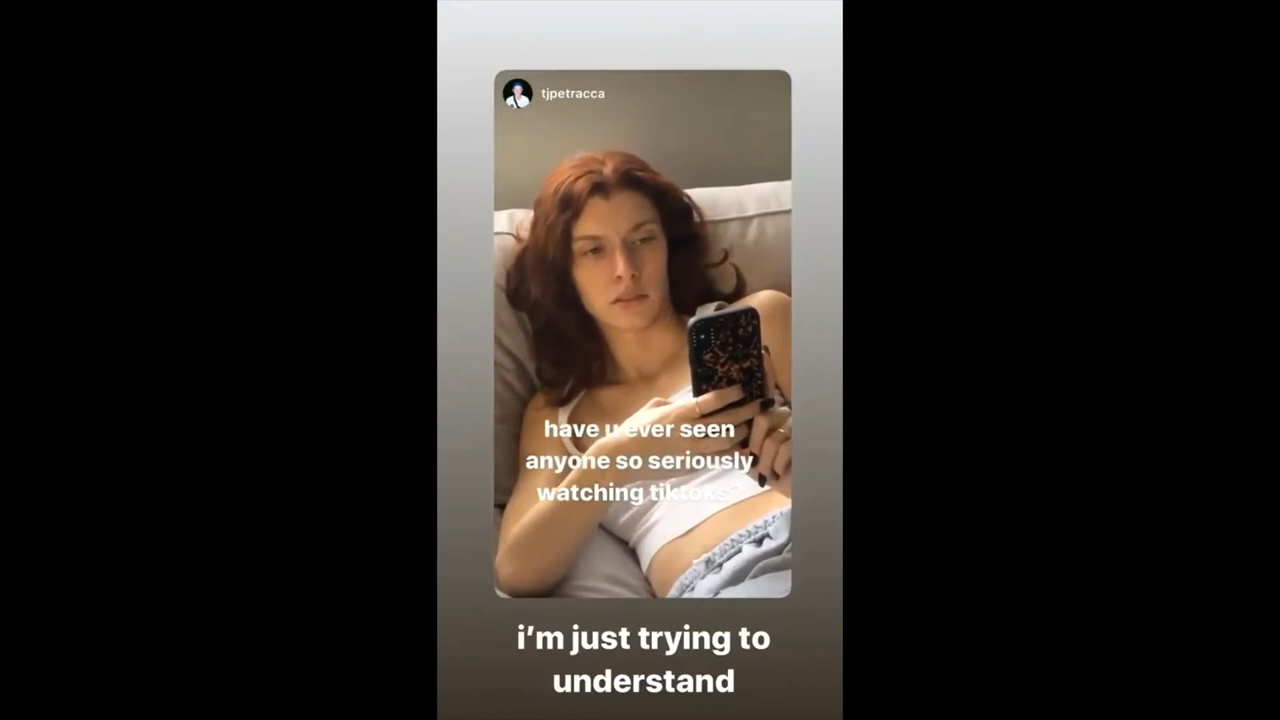 tjpetracca
have u ever seen
anyone so seriously
watching tiktoks?
i'm just trying to
understand